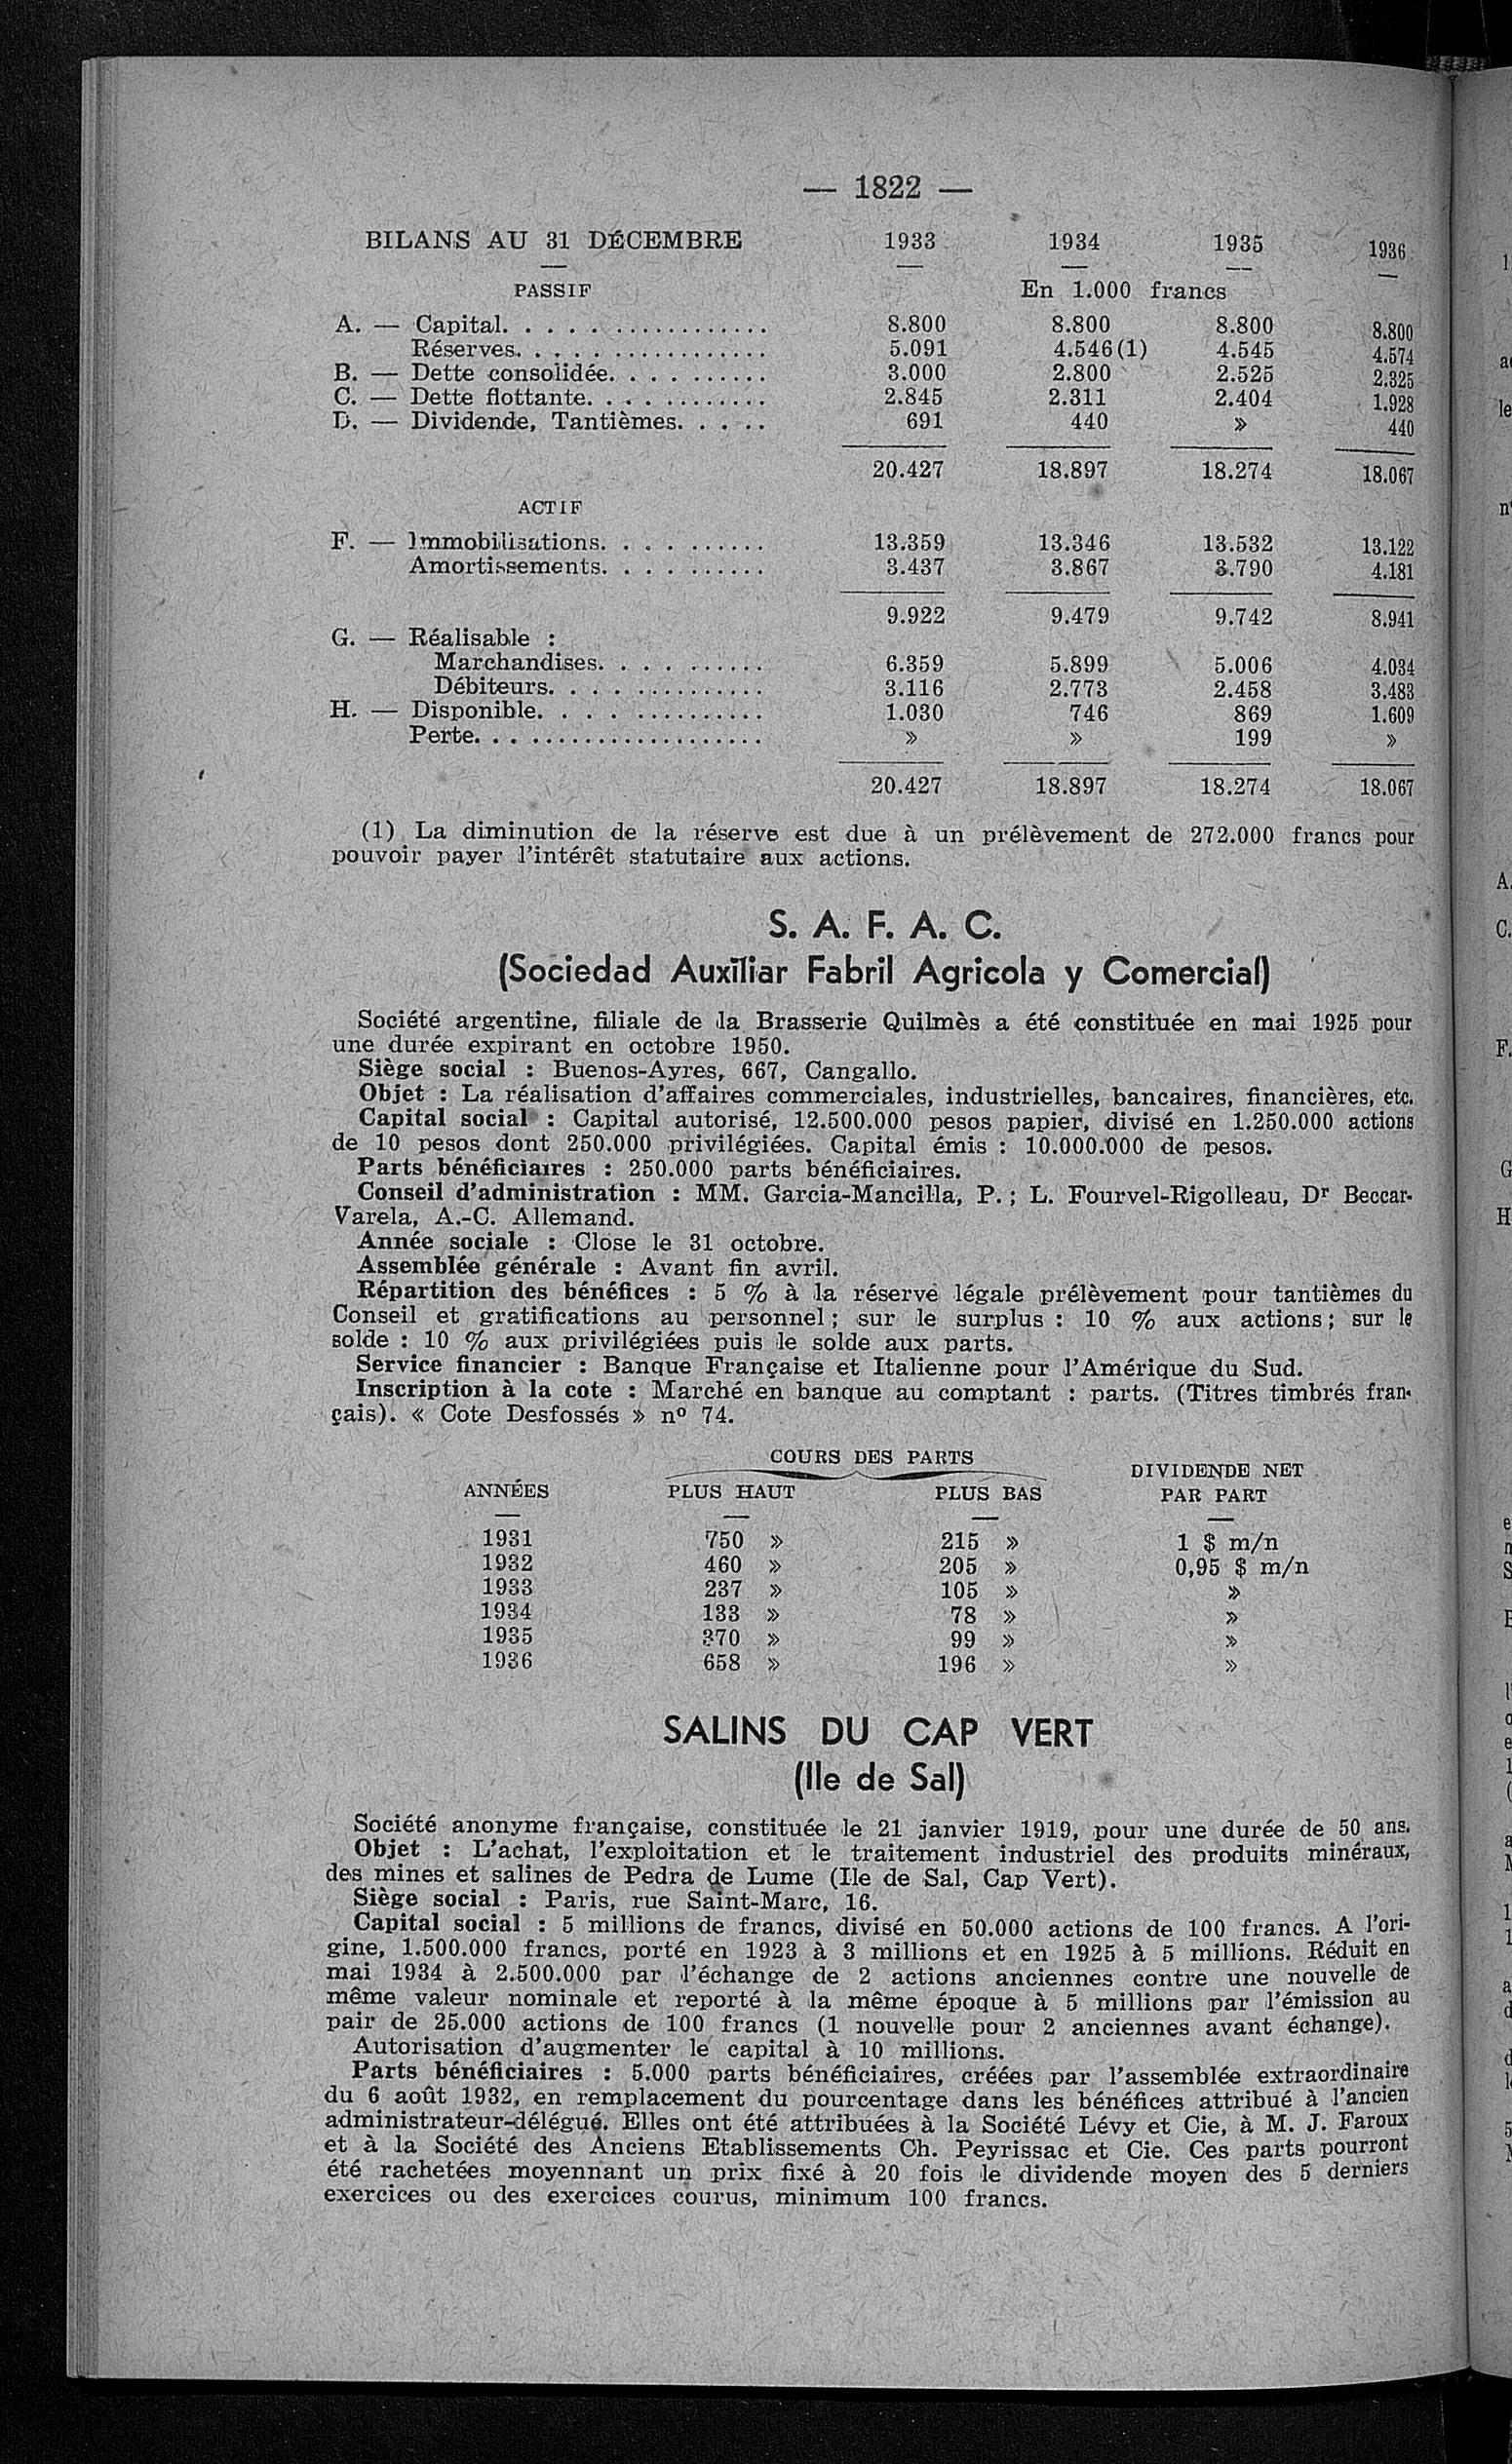 — 1822 —
BILANS AU 31 DÉCEMBRE 1933 1934 1935 1936
PASSIF En 1.000 francs
A. — Capital. . . . . . . . . . . . . . . . 8.800 8.800 8.800 8.800
Réserves. . . . . . . . . . . . . . . 5.091 4.546(1) 4.545 4.574
B. — Dette consolidée. . . . . . . . . . 3.000 2.800 2.525 2.325
C. — Dette flottante. . . . . . . . . . . 2.845 2.311 2.404 1.928
D. — Dividende, Tantièmes. . . . . 691 440 » 440
20.427 18.897 18.274 18.067
ACTIF
F. — Immobilisations. . . . . . . . . . 13.359 13.346 13.532 13.122
Amortissements. . . . . . . . . . 3.437 3.867 3.790 4.181
9.922 9.479 9.742 8.941
G. — Réalisable :
Marchandises. . . . . . . . . . 6.359 5.899 5.006 4.034
Débiteurs. . . . . . . . . . . . . 3.116 2.773 2.458 3.483
H. — Disponible. . . . . . . . . . . . . 1.030 746 869 1.609
Perte. . . . . . . . . . . . . . . . . . » » 199 »
20.427 18.897 18.274 18.067
(1) La diminution de la réserve est due à un prélèvement de 272.000 francs pour
pouvoir payer l'intérêt statutaire aux actions.
S. A. F. A. C.
(Sociedad Auxiliar Fabril Agricola y Comercial)
Société argentine, filiale de la Brasserie Quilmès a été constituée en mai 1925 pour
une durée expirant en octobre 1950.
Siège social : Buenos-Ayres, 667, Cangallo.
Objet : La réalisation d'affaires commerciales, industrielles, bancaires, financières, etc.
Capital social : Capital autorisé, 12.500.000 pesos papier, divisé en 1.250.000 actions
de 10 pesos dont 250.000 privilégiées. Capital émis : 10.000.000 de pesos.
Parts bénéficiaires : 250.000 parts bénéficiaires.
Conseil d'administration : MM. Garcia-Mancilla, P. ; L. Fourvel-Rigolleau, Dr Beccar-
Varela, A.-C. Allemand.
Année sociale : Close le 31 octobre.
Assemblée générale : Avant fin avril.
Répartition des bénéfices : 5 % à la réserve légale prélèvement pour tantièmes du
Conseil et gratifications au personnel ; sur le surplus : 10 % aux actions ; sur le
solde : 10 % aux privilégiées puis le solde aux parts.
Service financier : Banque Française et Italienne pour l'Amérique du Sud.
Inscription à la cote : Marché en banque au comptant : parts. (Titres timbrés fran-
çais). « Cote Desfossés » nº 74.
COURS DES PARTS DIVIDENDE NET
ANNÉES PLUS HAUT PLUS BAS PAR PART
1931 750 » 215 » 1 $ m/n
1932 460 » 205 » 0,95 $ m/n
1933 237 » 105 » »
1934 133 » 78 » »
1935 370 » 99 » »
1936 658 » 196 » »
SALINS DU CAP VERT
(Ile de Sal)
Société anonyme française, constituée le 21 janvier 1919, pour une durée de 50 ans.
Objet : L'achat, l'exploitation et le traitement industriel des produits minéraux,
des mines et salines de Pedra de Lume (Ile de Sal, Cap Vert).
Siège social : Paris, rue Saint-Marc, 16.
Capital social : 5 millions de francs, divisé en 50.000 actions de 100 francs. A l'ori-
gine, 1.500.000 francs, porté en 1923 à 3 millions et en 1925 à 5 millions. Réduit en
mai 1934 à 2.500.000 par l'échange de 2 actions anciennes contre une nouvelle de
même valeur nominale et reporté à la même époque à 5 millions par l'émission au
pair de 25.000 actions de 100 francs (1 nouvelle pour 2 anciennes avant échange).
Autorisation d'augmenter le capital à 10 millions.
Parts bénéficiaires : 5.000 parts bénéficiaires, créées par l'assemblée extraordinaire
du 6 août 1932, en remplacement du pourcentage dans les bénéfices attribué à l'ancien
administrateur-délégué. Elles ont été attribuées à la Société Lévy et Cie, à M. J. Faroux
et à la Société des Anciens Etablissements Ch. Peyrissac et Cie. Ces parts pourront
été rachetées moyennant un prix fixé à 20 fois le dividende moyen des 5 derniers
exercices ou des exercices courus, minimum 100 francs.